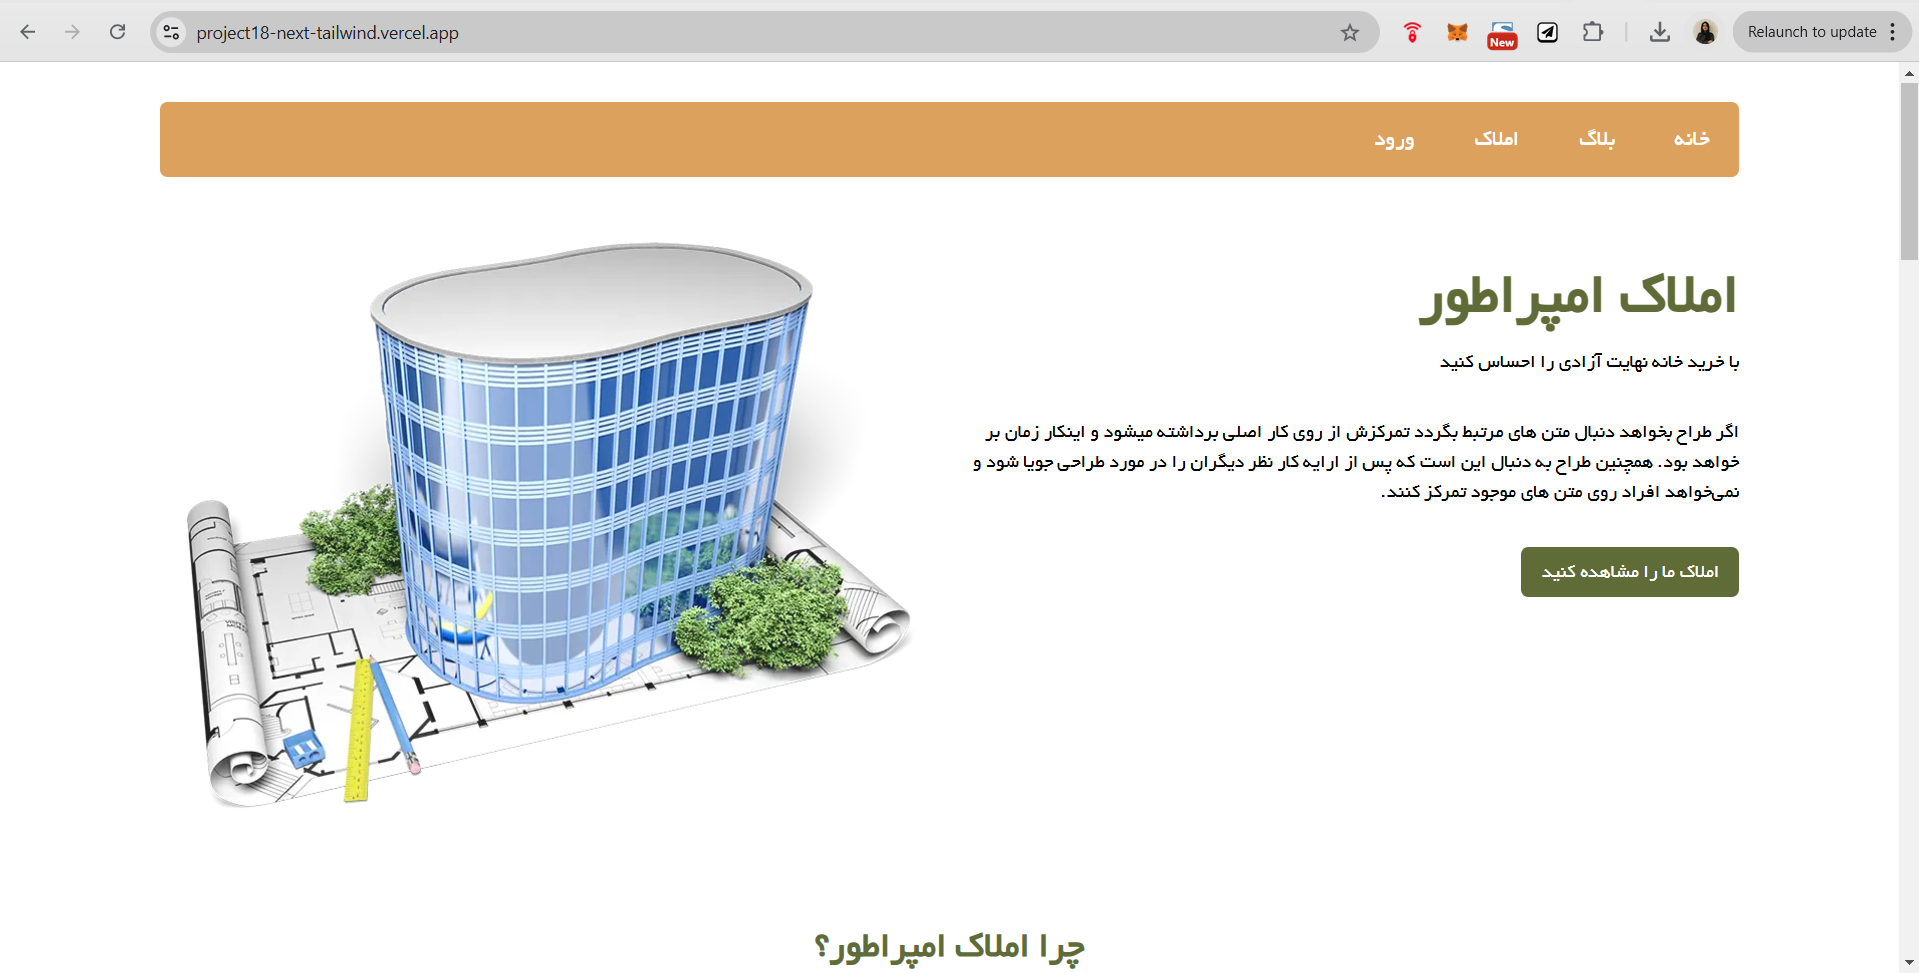 project18-next-tailwind.vercel.app
New
Relaunch to update
خانه
بلاگ
املاک
ورود
املاک امپراطور
با خرید خانه نهایت آزادی را احساس کنید
اگر طراح بخواهد دنبال متن های مرتبط بگردد تمرکزش از روی کار اصلی برداشته میشود و اینکار زمان بر
خواهد بود. همچنین طراح به دنبال این است که پس از ارایه کار نظر دیگران را در مورد طراحی جویا شود و
نمی‌خواهد افراد روی متن های موجود تمرکز کنند.
املاک ما را مشاهده کنید
چرا املاک امپراطور؟